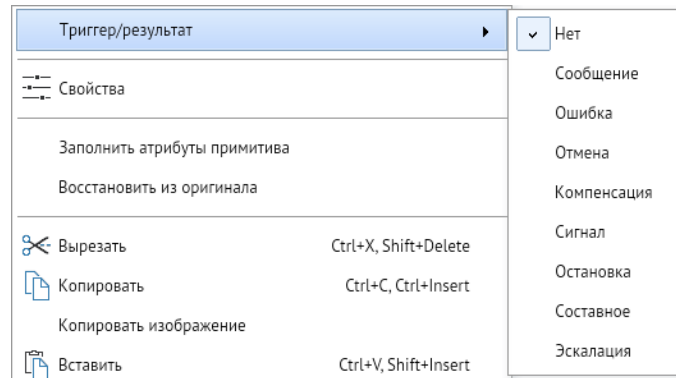 Триггер/результат
Свойства
Заполнить атрибуты примитива
Восстановить из оригинала
Вырезать Ctrl+X, Shift+Delete
Копировать Ctrl+C, Ctrl+Insert
Копировать изображение
Вставить Ctrl+V, Shift+Insert
Нет
Сообщение
Ошибка
Отмена
Компенсация
Сигнал
Остановка
Составное
Эскалация